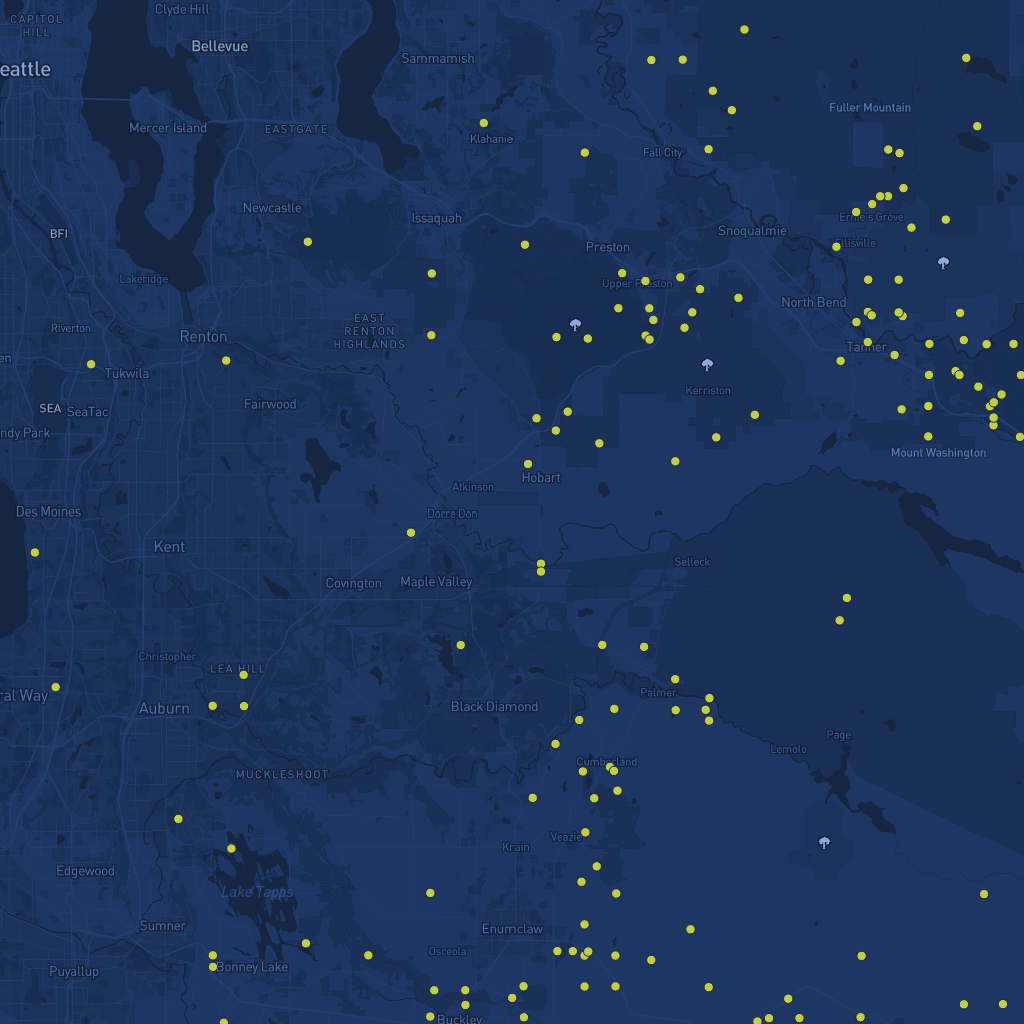 Clyde Hill
CAPITOL
HILL
Bellevue
eattle
Sammamish
Fuller Mountain
Mercer Island
EASTGATE
Klahanie
Fall City
Newcastle
Issaquah
Ernie's Grove
BFI
Snoqualmie
Preston
Ellisville
Lakeridge
Upper Preston
North Bend
EAST
RENTON
HIGHLANDS
Riverton
Renton
Tanner
en
Tukwila
Kerriston
SEA
SeaTac
Fairwood
ndy Park
Mount Washington
Hobart
Atkinson
Des Moines
Dorre Don
Kent
Selleck
Covington
Maple Valley
Christopher
LEA HILL
ral Way
Palmer
Auburn
Black Diamond
Page
Lemolo
Cumberland
MUCKLESHOOT
Veazie
Krain
Edgewood
Lake Tapps
Sumner
Enumclaw
Osceola
Puyallup
Bonney Lake
Buckley